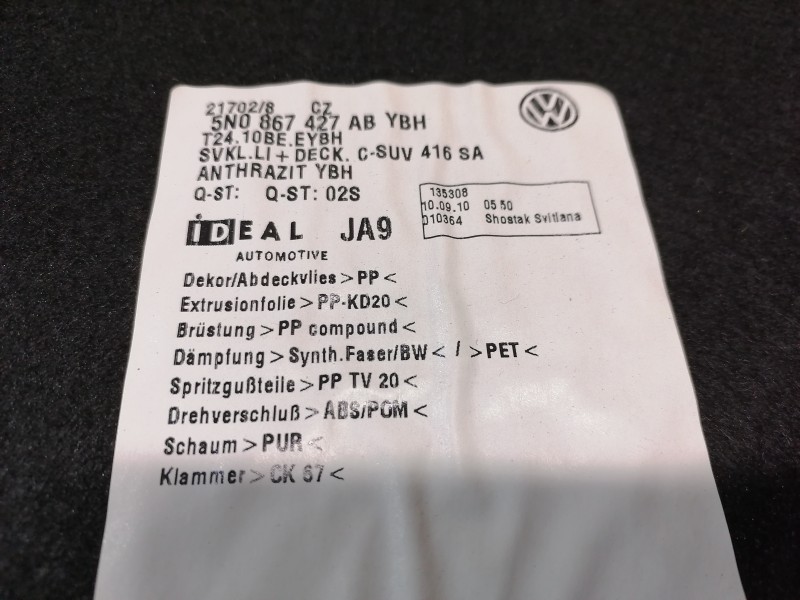 21702/8 CZ
5N0 867 427 AB YBH
T24.10BE.EYBH
SVKL.LI + DECK. C-SUV 416 SA
ANTHRAZIT YBH
Q-ST: Q-ST: 02S
135308
10.09.10 05 50
010364 Shostak Svitlana
iDEAL JA9
AUTOMOTIVE
Dekor/Abdeckvlies > PP <
Extrusionfolie > PP-KD20 <
Brüstung > PP compound <
Dämpfung > Synth.Faser/BW < / > PET <
Spritzgußteile > PP TV 20 <
Drehverschluß > ABS/POM <
Schaum > PUR <
Klammer > CK 67 <